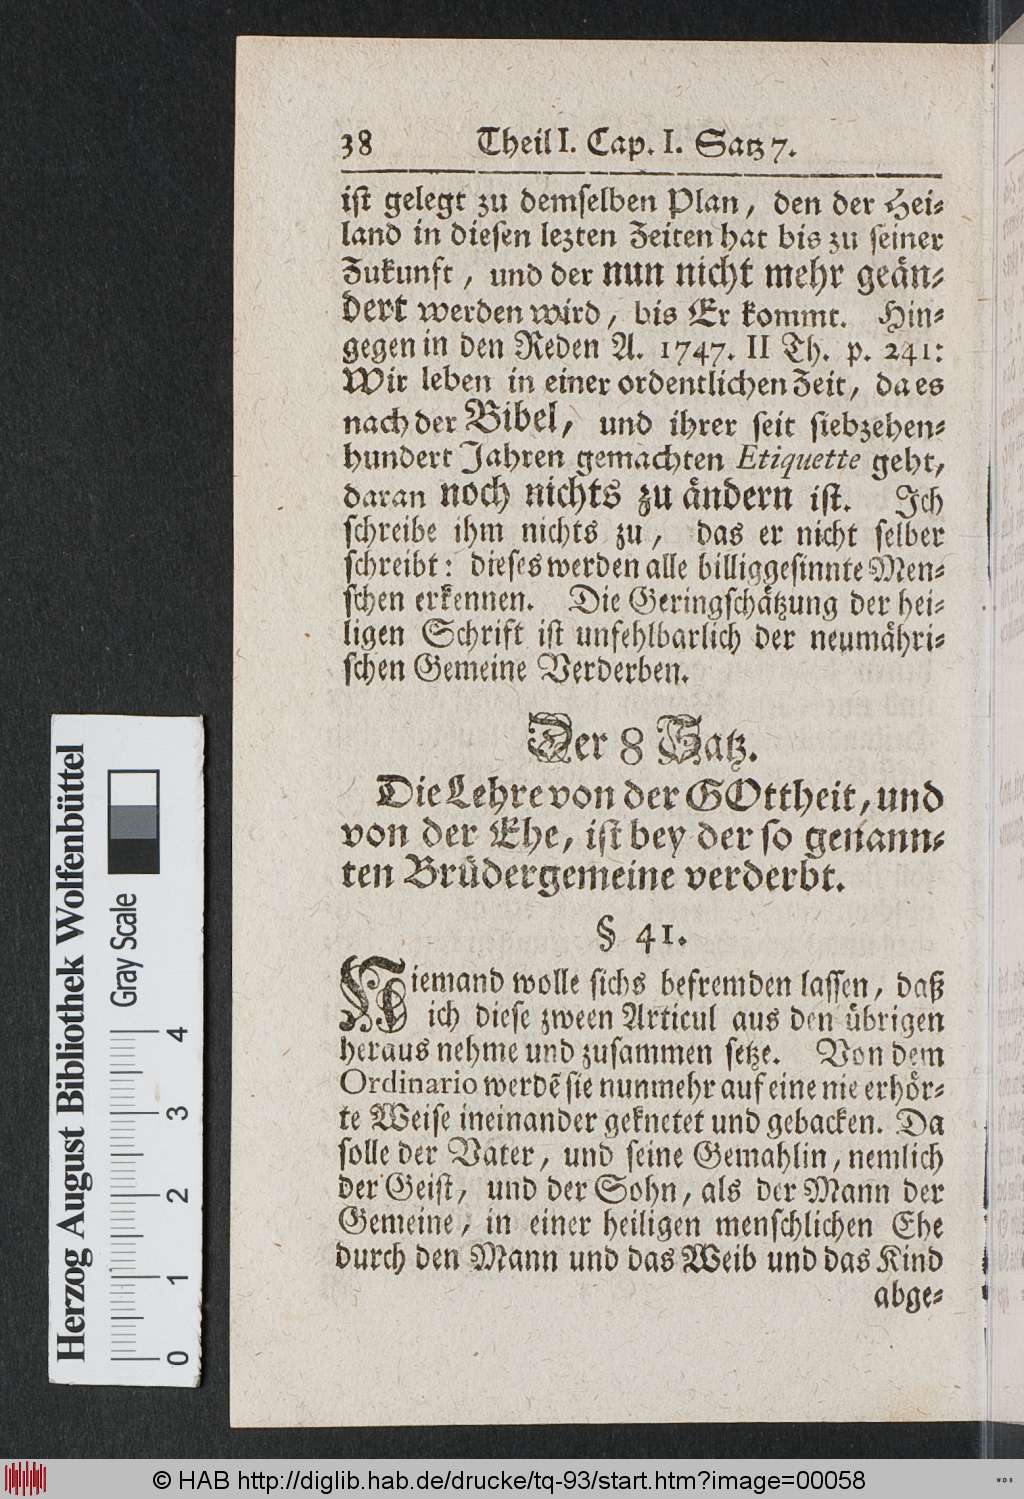 38 Theil I. Cap. I. Satz 7.
ist gelegt zu demselben Plan, den der Hei-
land in diesen lezten Zeiten hat bis zu seiner
Zukunft, und der nun nicht mehr geän-
dert werden wird, bis Er kommt. Hin-
gegen in den Reden A. 1747. II Th. p. 241:
Wir leben in einer ordentlichen Zeit, da es
nach der Bibel, und ihrer seit siebzehen-
hundert Jahren gemachten Etiquette geht,
daran noch nichts zu ändern ist. Ich
schreibe ihm nichts zu, das er nicht selber
schreibt: dieses werden alle billiggesinnte Men-
schen erkennen. Die Geringschätzung der hei-
ligen Schrift ist unfehlbarlich der neumähri-
schen Gemeine Verderben.
Der 8 Satz.
Die Lehre von der GOttheit, und
von der Ehe, ist bey der so genann-
ten Brüdergemeine verderbt.
§ 41.
Niemand wolle sichs befremden lassen, daß
ich diese zween Articul aus den übrigen
heraus nehme und zusammen setze. Von dem
Ordinario werdē sie nunmehr auf eine nie erhör-
te Weise ineinander geknetet und gebacken. Da
solle der Vater, und seine Gemahlin, nemlich
der Geist, und der Sohn, als der Mann der
Gemeine, in einer heiligen menschlichen Ehe
durch den Mann und das Weib und das Kind
abge-
Herzog August Bibliothek Wolfenbüttel
Gray Scale
0 1 2 3 4
© HAB http://diglib.hab.de/drucke/tq-93/start.htm?image=00058